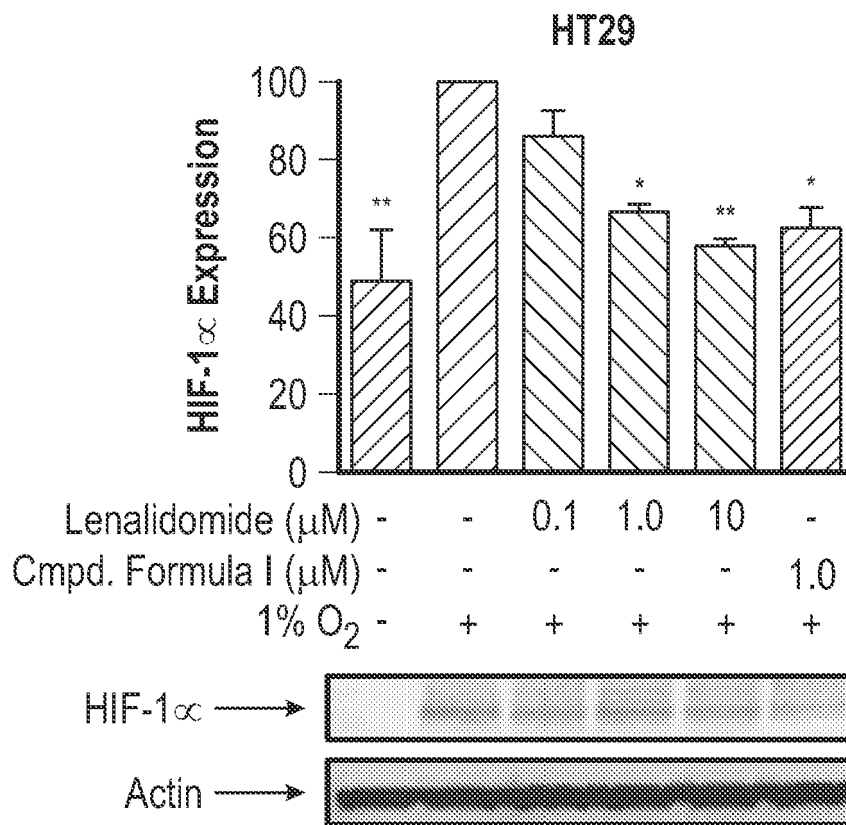 HT29
HIF-1∝ Expression
100
80
60
40
20
0
** * ** *
Lenalidomide (μM) - - 0.1 1.0 10 -
Cmpd. Formula I (μM) - - - - - 1.0
1% O₂ - + + + + +
HIF-1∝
Actin